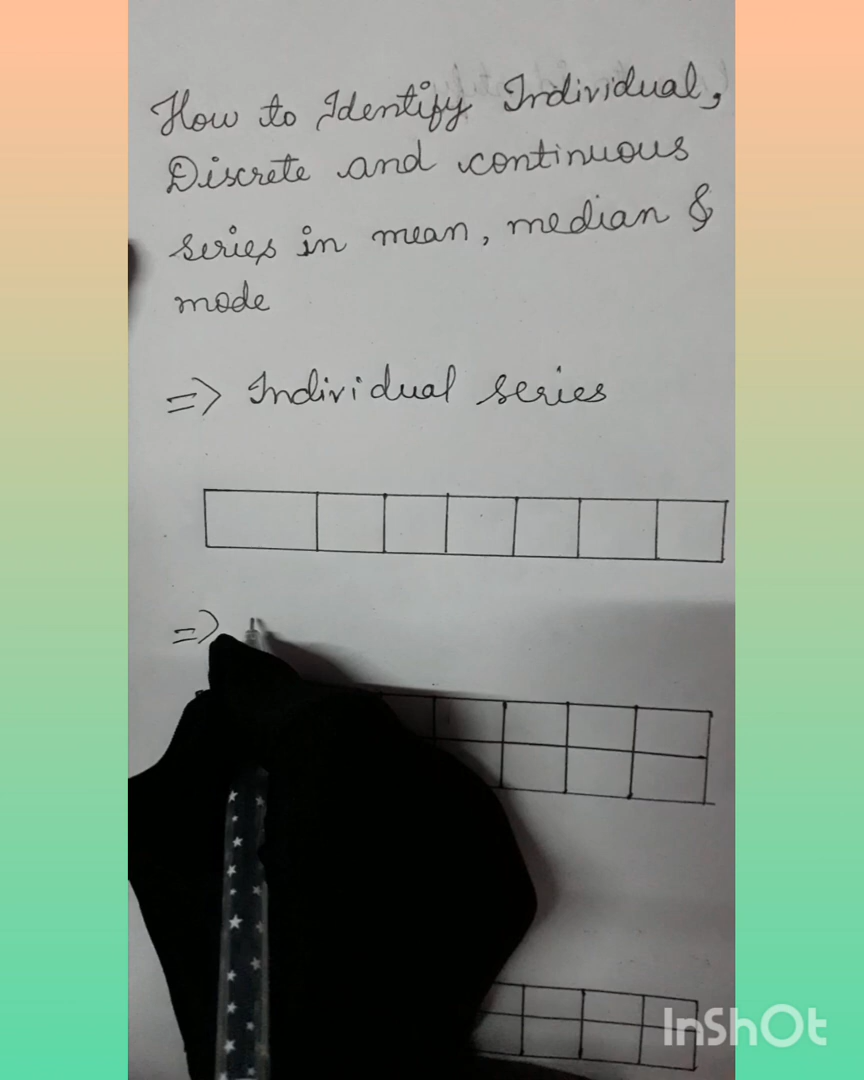 How to Identify Individual,
Discrete and continuous
series in mean, median &
mode
=> Individual series
=>
InShOt